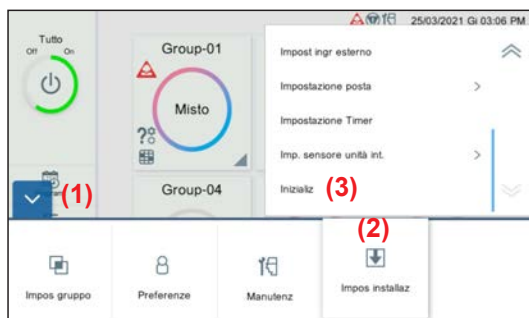 25/03/2021 Gi 03:06 PM
Tutto
Off On
Group-01
Misto
Group-04
Impost ingr esterno
Impostazione posta
Impostazione Timer
Imp. sensore unità int.
Inizializ
(1)
(3)
(2)
Impos gruppo
Preferenze
Manutenz
Impos installaz